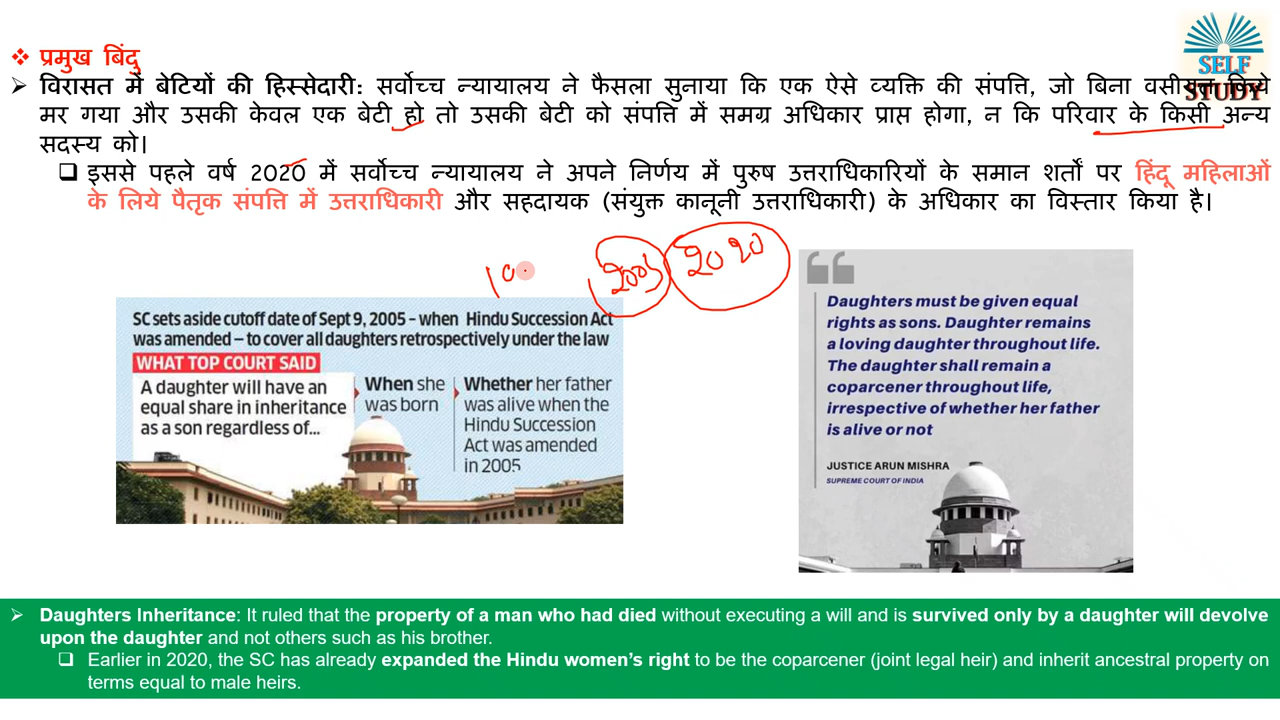 SELF
STUDY
❖ प्रमुख बिंदु
➢ विरासत में बेटियों की हिस्सेदारी: सर्वोच्च न्यायालय ने फैसला सुनाया कि एक ऐसे व्यक्ति की संपत्ति, जो बिना वसीयत किये
मर गया और उसकी केवल एक बेटी हो तो उसकी बेटी को संपत्ति में समग्र अधिकार प्राप्त होगा, न कि परिवार के किसी अन्य
सदस्य को।
❑ इससे पहले वर्ष 2020 में सर्वोच्च न्यायालय ने अपने निर्णय में पुरुष उत्तराधिकारियों के समान शर्तों पर हिंदू महिलाओं
के लिये पैतृक संपत्ति में उत्तराधिकारी और सहदायक (संयुक्त कानूनी उत्तराधिकारी) के अधिकार का विस्तार किया है।
2005 2020
SC sets aside cutoff date of Sept 9, 2005 – when Hindu Succession Act
was amended – to cover all daughters retrospectively under the law
WHAT TOP COURT SAID
A daughter will have an
equal share in inheritance
as a son regardless of...
When she
was born
Whether her father
was alive when the
Hindu Succession
Act was amended
in 2005
Daughters must be given equal
rights as sons. Daughter remains
a loving daughter throughout life.
The daughter shall remain a
coparcener throughout life,
irrespective of whether her father
is alive or not
JUSTICE ARUN MISHRA
SUPREME COURT OF INDIA
➢ Daughters Inheritance: It ruled that the property of a man who had died without executing a will and is survived only by a daughter will devolve
upon the daughter and not others such as his brother.
❑ Earlier in 2020, the SC has already expanded the Hindu women's right to be the coparcener (joint legal heir) and inherit ancestral property on
terms equal to male heirs.